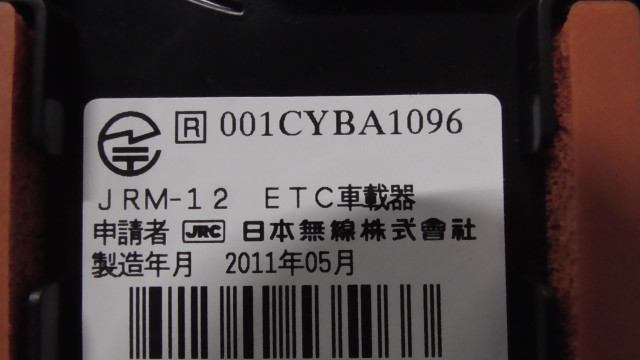 R 001CYBA1096
JRM-12 ETC車載器
申請者 JRC 日本無線株式會社
製造年月 2011年05月